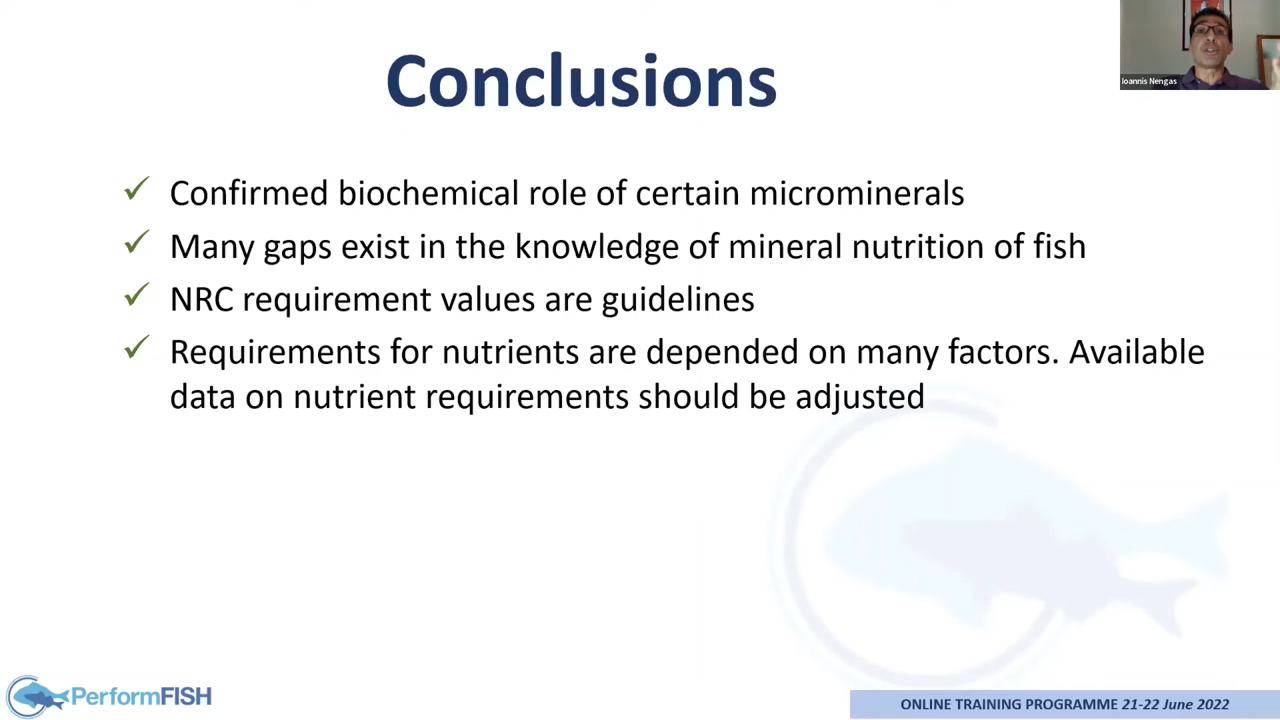 Conclusions
Ioannis Nengas
✓ Confirmed biochemical role of certain microminerals
✓ Many gaps exist in the knowledge of mineral nutrition of fish
✓ NRC requirement values are guidelines
✓ Requirements for nutrients are depended on many factors. Available
data on nutrient requirements should be adjusted
PerformFISH
ONLINE TRAINING PROGRAMME 21-22 June 2022